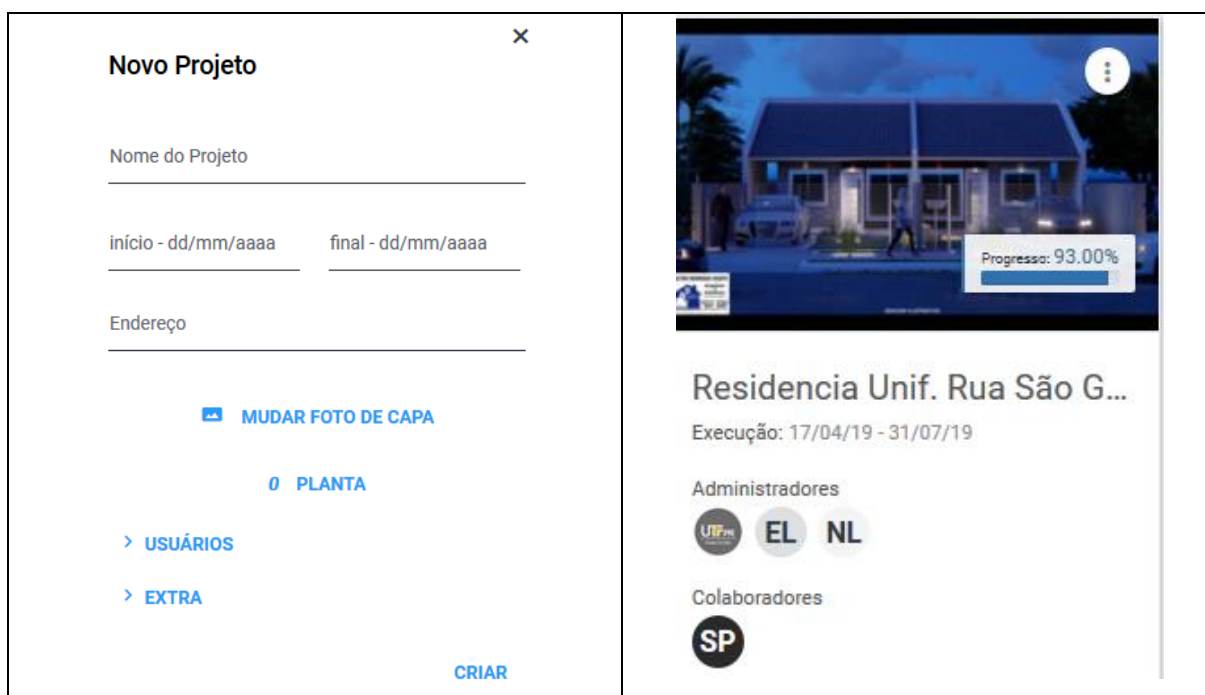 ×
Novo Projeto
Nome do Projeto
início - dd/mm/aaaa final - dd/mm/aaaa
Endereço
MUDAR FOTO DE CAPA
0 PLANTA
> USUÁRIOS
> EXTRA
CRIAR
Progresso: 93.00%
Residencia Unif. Rua São G...
Execução: 17/04/19 - 31/07/19
Administradores
EL NL
Colaboradores
SP